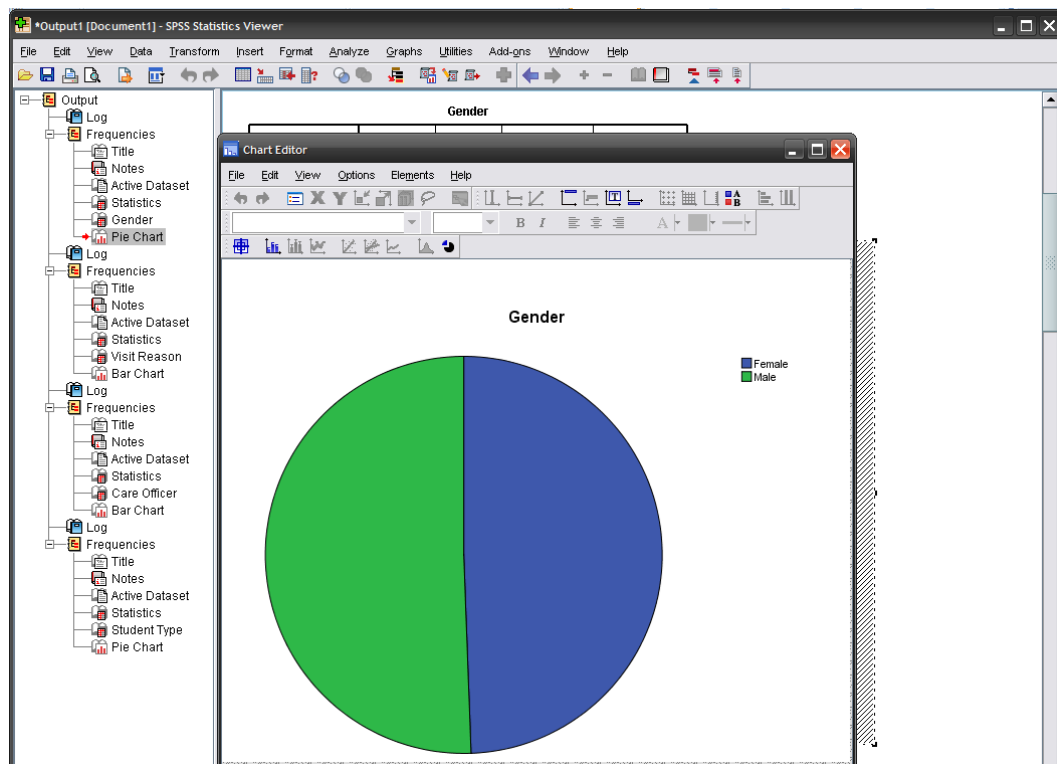 *Output1 [Document1] - SPSS Statistics Viewer
File Edit View Data Transform Insert Format Analyze Graphs Utilities Add-ons Window Help
Output
Log
Frequencies
Title
Notes
Active Dataset
Statistics
Gender
Pie Chart
Log
Frequencies
Title
Notes
Active Dataset
Statistics
Visit Reason
Bar Chart
Log
Frequencies
Title
Notes
Active Dataset
Statistics
Care Officer
Bar Chart
Log
Frequencies
Title
Notes
Active Dataset
Statistics
Student Type
Pie Chart
Gender
Chart Editor
File Edit View Options Elements Help
X Y
B I A
Gender
Female
Male